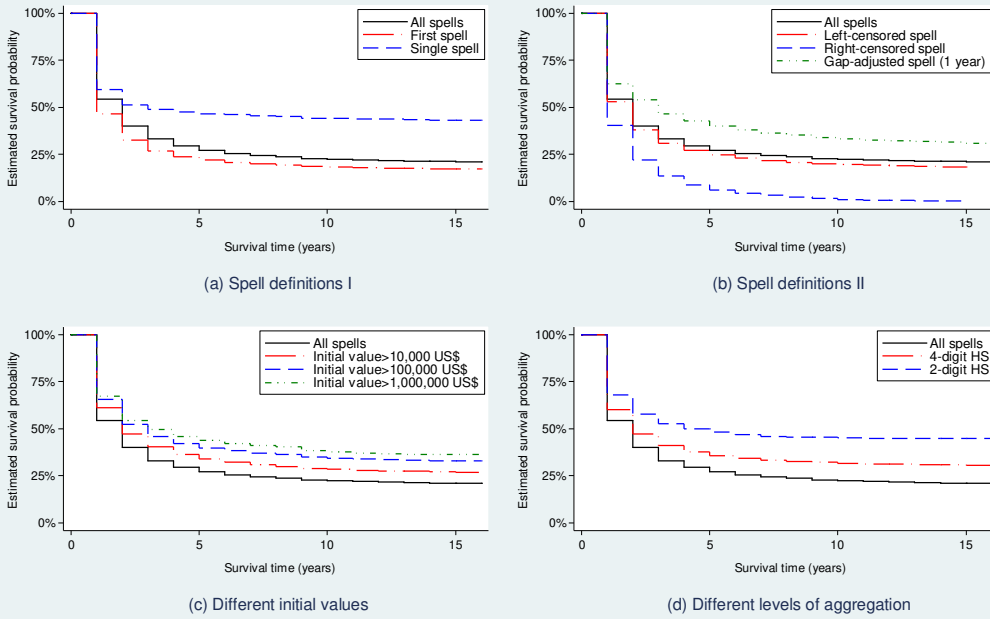 Estimated survival probability
100%
75%
50%
25%
0%
All spells
First spell
Single spell
0 5 10 15
Survival time (years)
(a) Spell definitions I
Estimated survival probability
100%
75%
50%
25%
0%
All spells
Left-censored spell
Right-censored spell
Gap-adjusted spell (1 year)
0 5 10 15
Survival time (years)
(b) Spell definitions II
Estimated survival probability
100%
75%
50%
25%
0%
All spells
Initial value>10,000 US$
Initial value>100,000 US$
Initial value>1,000,000 US$
0 5 10 15
Survival time (years)
(c) Different initial values
Estimated survival probability
100%
75%
50%
25%
0%
All spells
4-digit HS
2-digit HS
0 5 10 15
Survival time (years)
(d) Different levels of aggregation